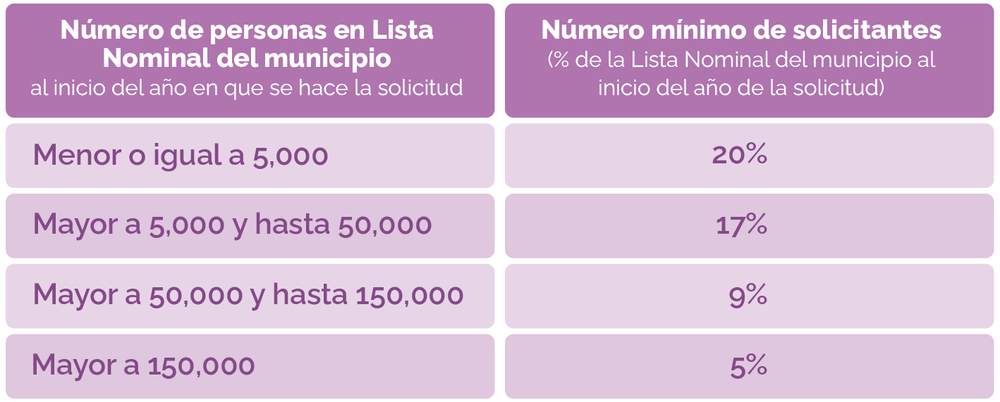 Número de personas en Lista
Nominal del municipio
al inicio del año en que se hace la solicitud
Número mínimo de solicitantes
(% de la Lista Nominal del municipio al
inicio del año de la solicitud)
Menor o igual a 5,000
20%
Mayor a 5,000 y hasta 50,000
17%
Mayor a 50,000 y hasta 150,000
9%
Mayor a 150,000
5%